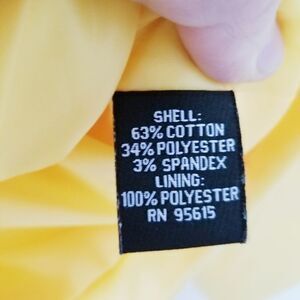 SHELL:
63% COTTON
34% POLYESTER
3% SPANDEX
LINING:
100% POLYESTER
RN 95615